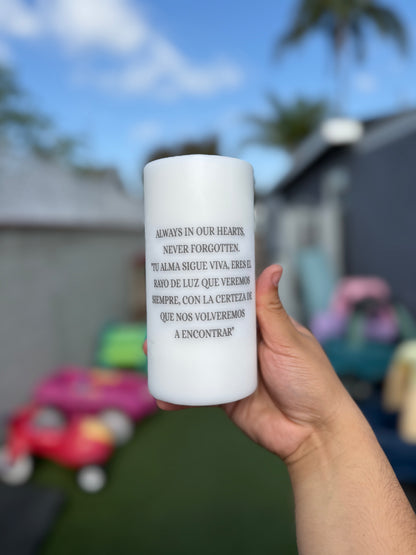 ALWAYS IN OUR HEARTS,
NEVER FORGOTTEN.
"TU ALMA SIGUE VIVA, ERES EL
RAYO DE LUZ QUE VEREMOS
SIEMPRE, CON LA CERTEZA DE
QUE NOS VOLVEREMOS
A ENCONTRAR"